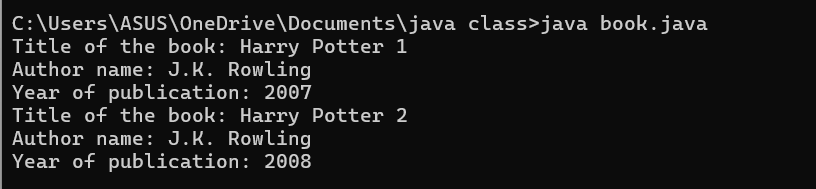 C:\Users\ASUS\OneDrive\Documents\java class>java book.java
Title of the book: Harry Potter 1
Author name: J.K. Rowling
Year of publication: 2007
Title of the book: Harry Potter 2
Author name: J.K. Rowling
Year of publication: 2008